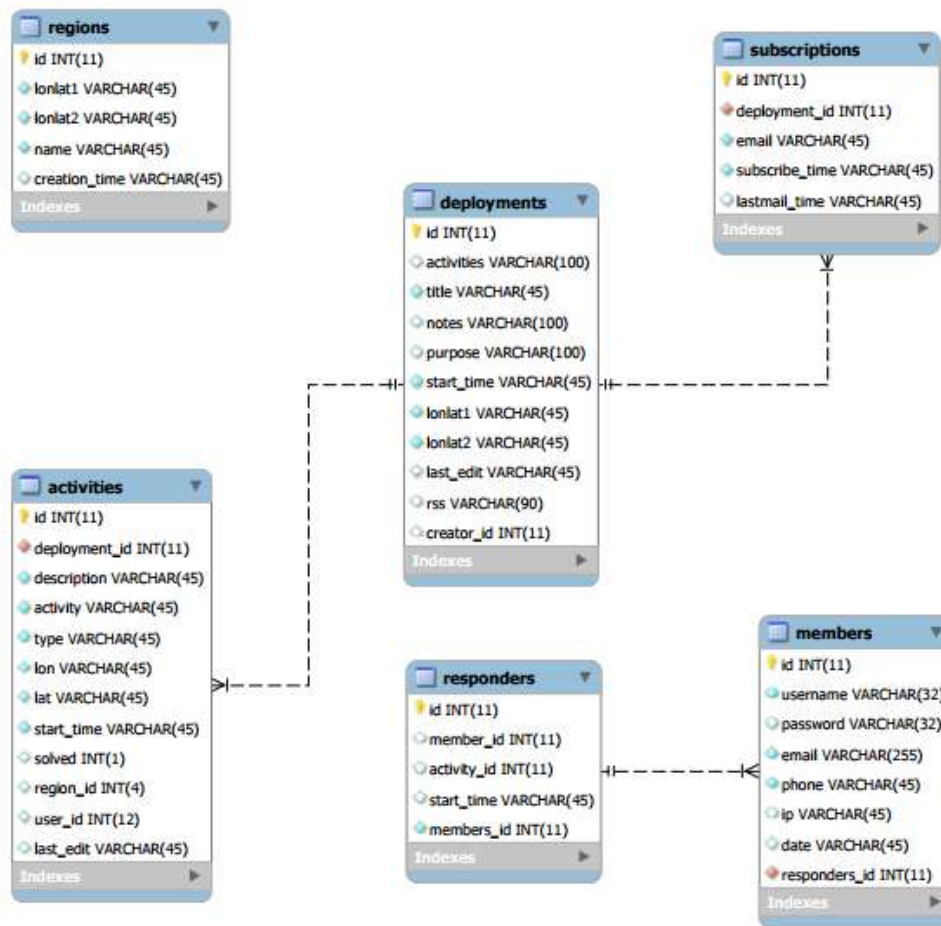 regions
id INT(11)
lonlat1 VARCHAR(45)
lonlat2 VARCHAR(45)
name VARCHAR(45)
creation_time VARCHAR(45)
Indexes
subscriptions
id INT(11)
deployment_id INT(11)
email VARCHAR(45)
subscribe_time VARCHAR(45)
lastmail_time VARCHAR(45)
Indexes
deployments
id INT(11)
activities VARCHAR(100)
title VARCHAR(45)
notes VARCHAR(100)
purpose VARCHAR(100)
start_time VARCHAR(45)
lonlat1 VARCHAR(45)
lonlat2 VARCHAR(45)
last_edit VARCHAR(45)
rss VARCHAR(90)
creator_id INT(11)
Indexes
activities
id INT(11)
deployment_id INT(11)
description VARCHAR(45)
activity VARCHAR(45)
type VARCHAR(45)
lon VARCHAR(45)
lat VARCHAR(45)
start_time VARCHAR(45)
solved INT(1)
region_id INT(4)
user_id INT(12)
last_edit VARCHAR(45)
Indexes
responders
id INT(11)
member_id INT(11)
activity_id INT(11)
start_time VARCHAR(45)
members_id INT(11)
Indexes
members
id INT(11)
username VARCHAR(32)
password VARCHAR(32)
email VARCHAR(255)
phone VARCHAR(45)
ip VARCHAR(45)
date VARCHAR(45)
responders_id INT(11)
Indexes